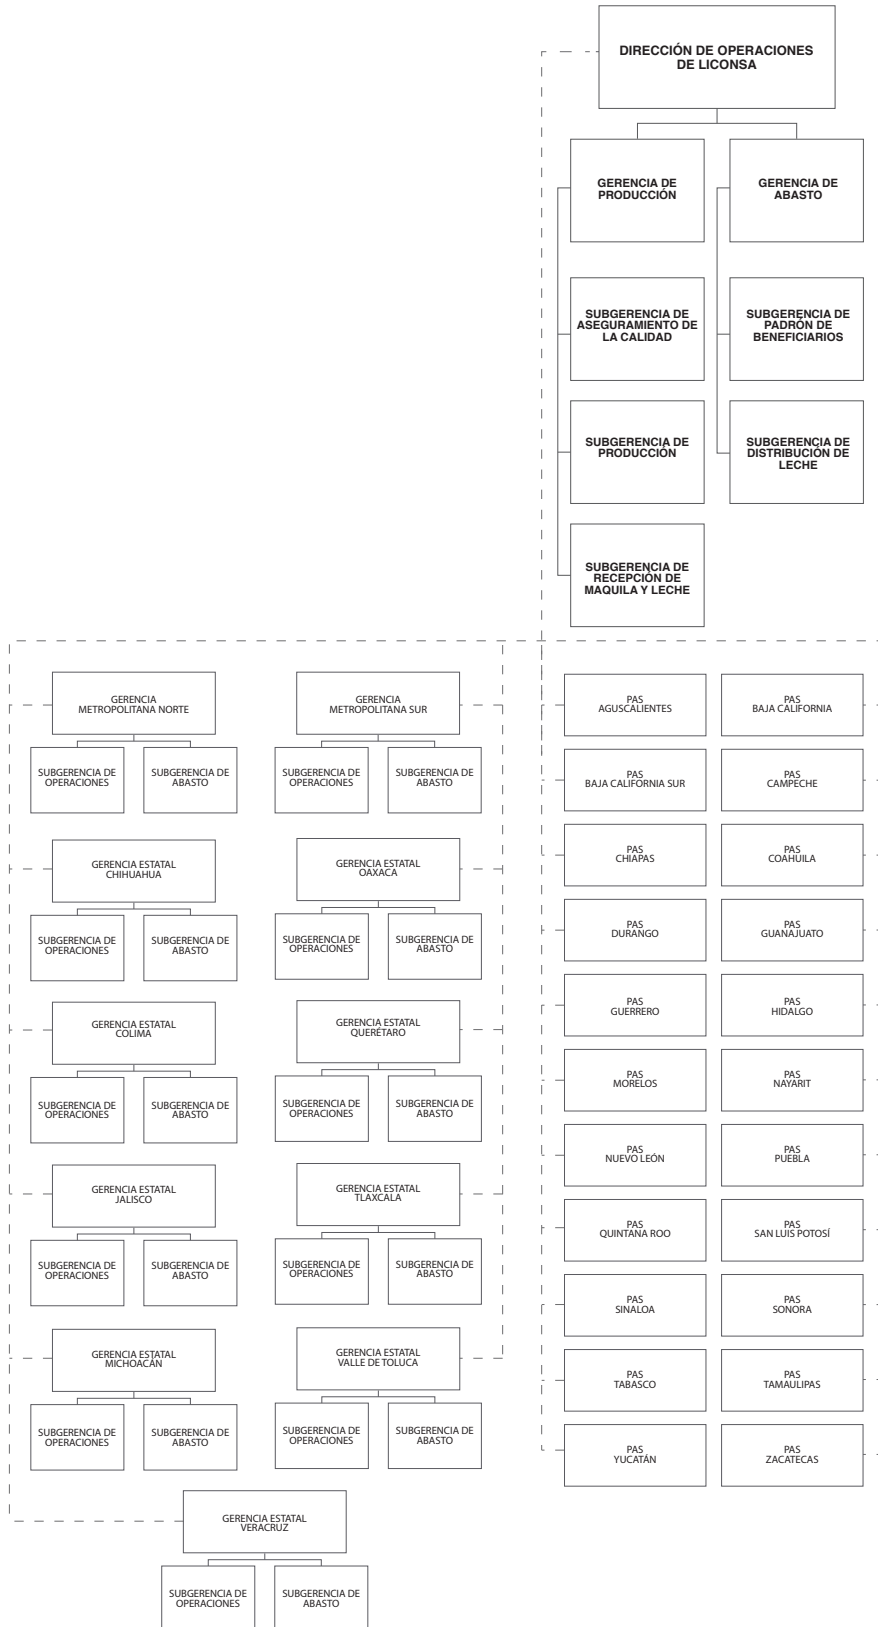 DIRECCIÓN DE OPERACIONES
DE LICONSA
GERENCIA DE
PRODUCCIÓN
GERENCIA DE
ABASTO
SUBGERENCIA DE
ASEGURAMIENTO DE
LA CALIDAD
SUBGERENCIA DE
PADRÓN DE
BENEFICIARIOS
SUBGERENCIA DE
PRODUCCIÓN
SUBGERENCIA DE
DISTRIBUCIÓN DE
LECHE
SUBGERENCIA DE
RECEPCIÓN DE
MAQUILA Y LECHE
GERENCIA
METROPOLITANA NORTE
SUBGERENCIA DE
OPERACIONES
SUBGERENCIA DE
ABASTO
GERENCIA
METROPOLITANA SUR
SUBGERENCIA DE
OPERACIONES
SUBGERENCIA DE
ABASTO
GERENCIA ESTATAL
CHIHUAHUA
SUBGERENCIA DE
OPERACIONES
SUBGERENCIA DE
ABASTO
GERENCIA ESTATAL
OAXACA
SUBGERENCIA DE
OPERACIONES
SUBGERENCIA DE
ABASTO
GERENCIA ESTATAL
COLIMA
SUBGERENCIA DE
OPERACIONES
SUBGERENCIA DE
ABASTO
GERENCIA ESTATAL
QUERÉTARO
SUBGERENCIA DE
OPERACIONES
SUBGERENCIA DE
ABASTO
GERENCIA ESTATAL
JALISCO
SUBGERENCIA DE
OPERACIONES
SUBGERENCIA DE
ABASTO
GERENCIA ESTATAL
TLAXCALA
SUBGERENCIA DE
OPERACIONES
SUBGERENCIA DE
ABASTO
GERENCIA ESTATAL
MICHOACÁN
SUBGERENCIA DE
OPERACIONES
SUBGERENCIA DE
ABASTO
GERENCIA ESTATAL
VALLE DE TOLUCA
SUBGERENCIA DE
OPERACIONES
SUBGERENCIA DE
ABASTO
GERENCIA ESTATAL
VERACRUZ
SUBGERENCIA DE
OPERACIONES
SUBGERENCIA DE
ABASTO
PAS
AGUSCALIENTES
PAS
BAJA CALIFORNIA
PAS
BAJA CALIFORNIA SUR
PAS
CAMPECHE
PAS
CHIAPAS
PAS
COAHUILA
PAS
DURANGO
PAS
GUANAJUATO
PAS
GUERRERO
PAS
HIDALGO
PAS
MORELOS
PAS
NAYARIT
PAS
NUEVO LEÓN
PAS
PUEBLA
PAS
QUINTANA ROO
PAS
SAN LUIS POTOSÍ
PAS
SINALOA
PAS
SONORA
PAS
TABASCO
PAS
TAMAULIPAS
PAS
YUCATÁN
PAS
ZACATECAS